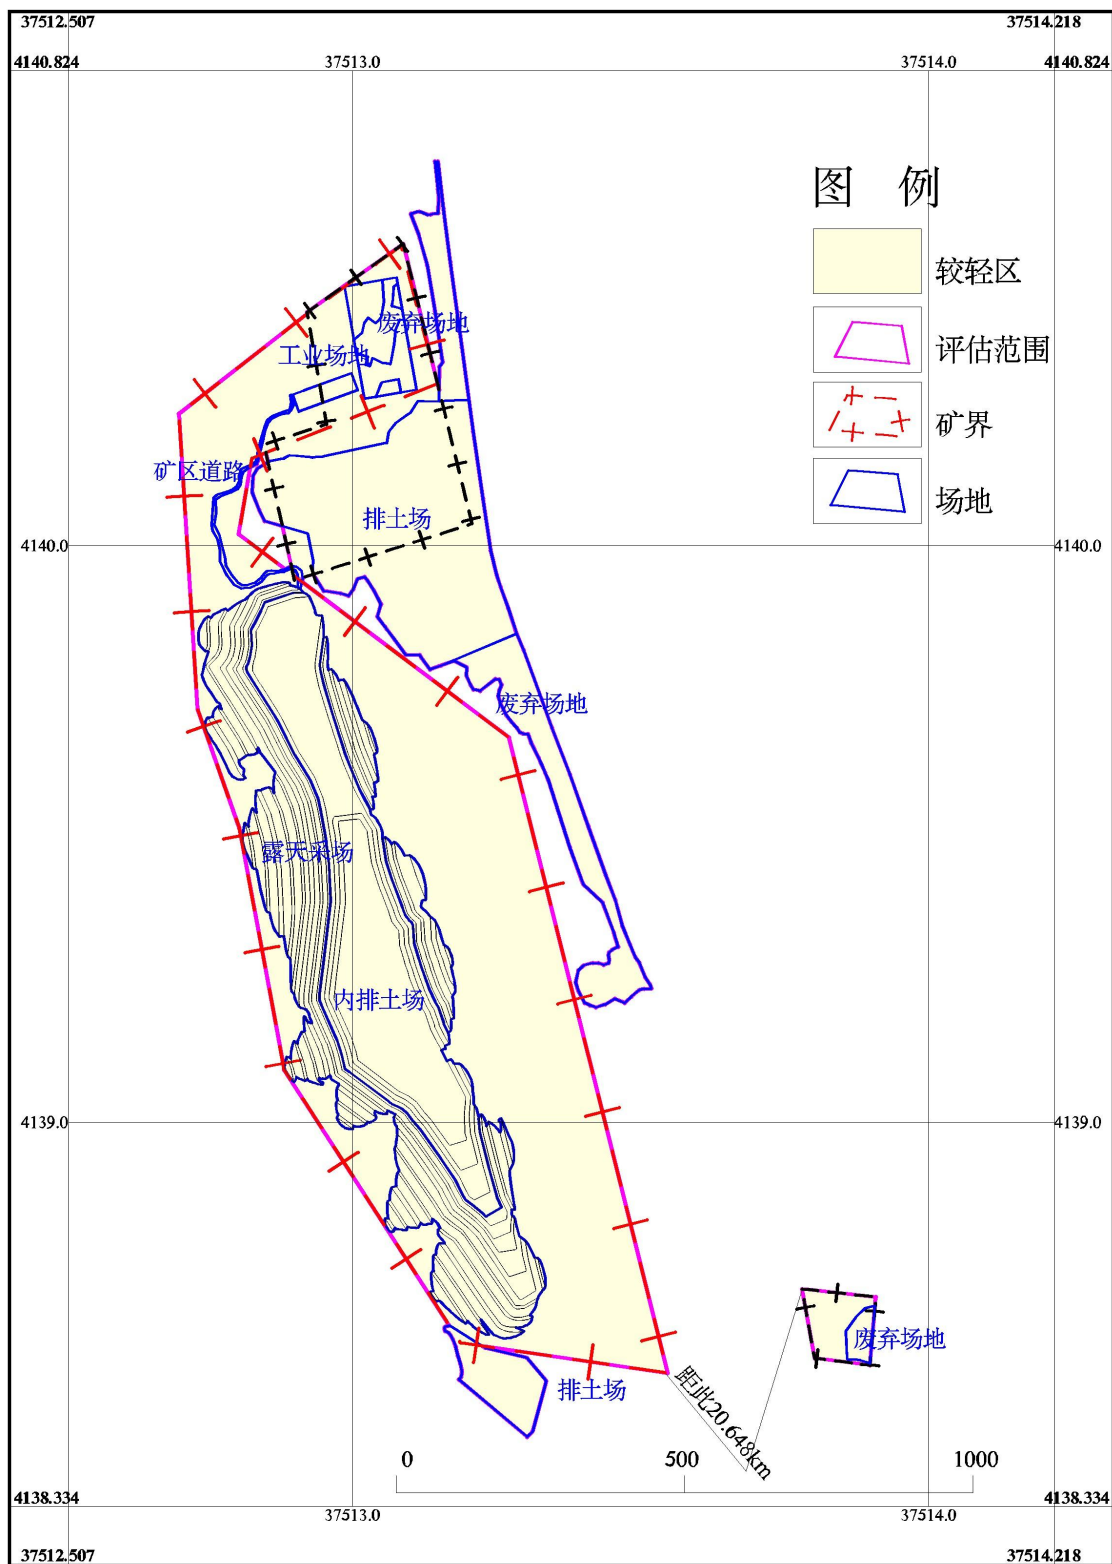 37512.507
37514.218
4140.824
37513.0
37514.0
4140.824
图 例
较轻区
评估范围
矿界
场地
废弃场地
工业场地
矿区道路
排土场
4140.0
4140.0
废弃场地
露天采场
内排土场
4139.0
4139.0
废弃场地
排土场
距此20.648km
0
500
1000
4138.334
37513.0
37514.0
4138.334
37512.507
37514.218